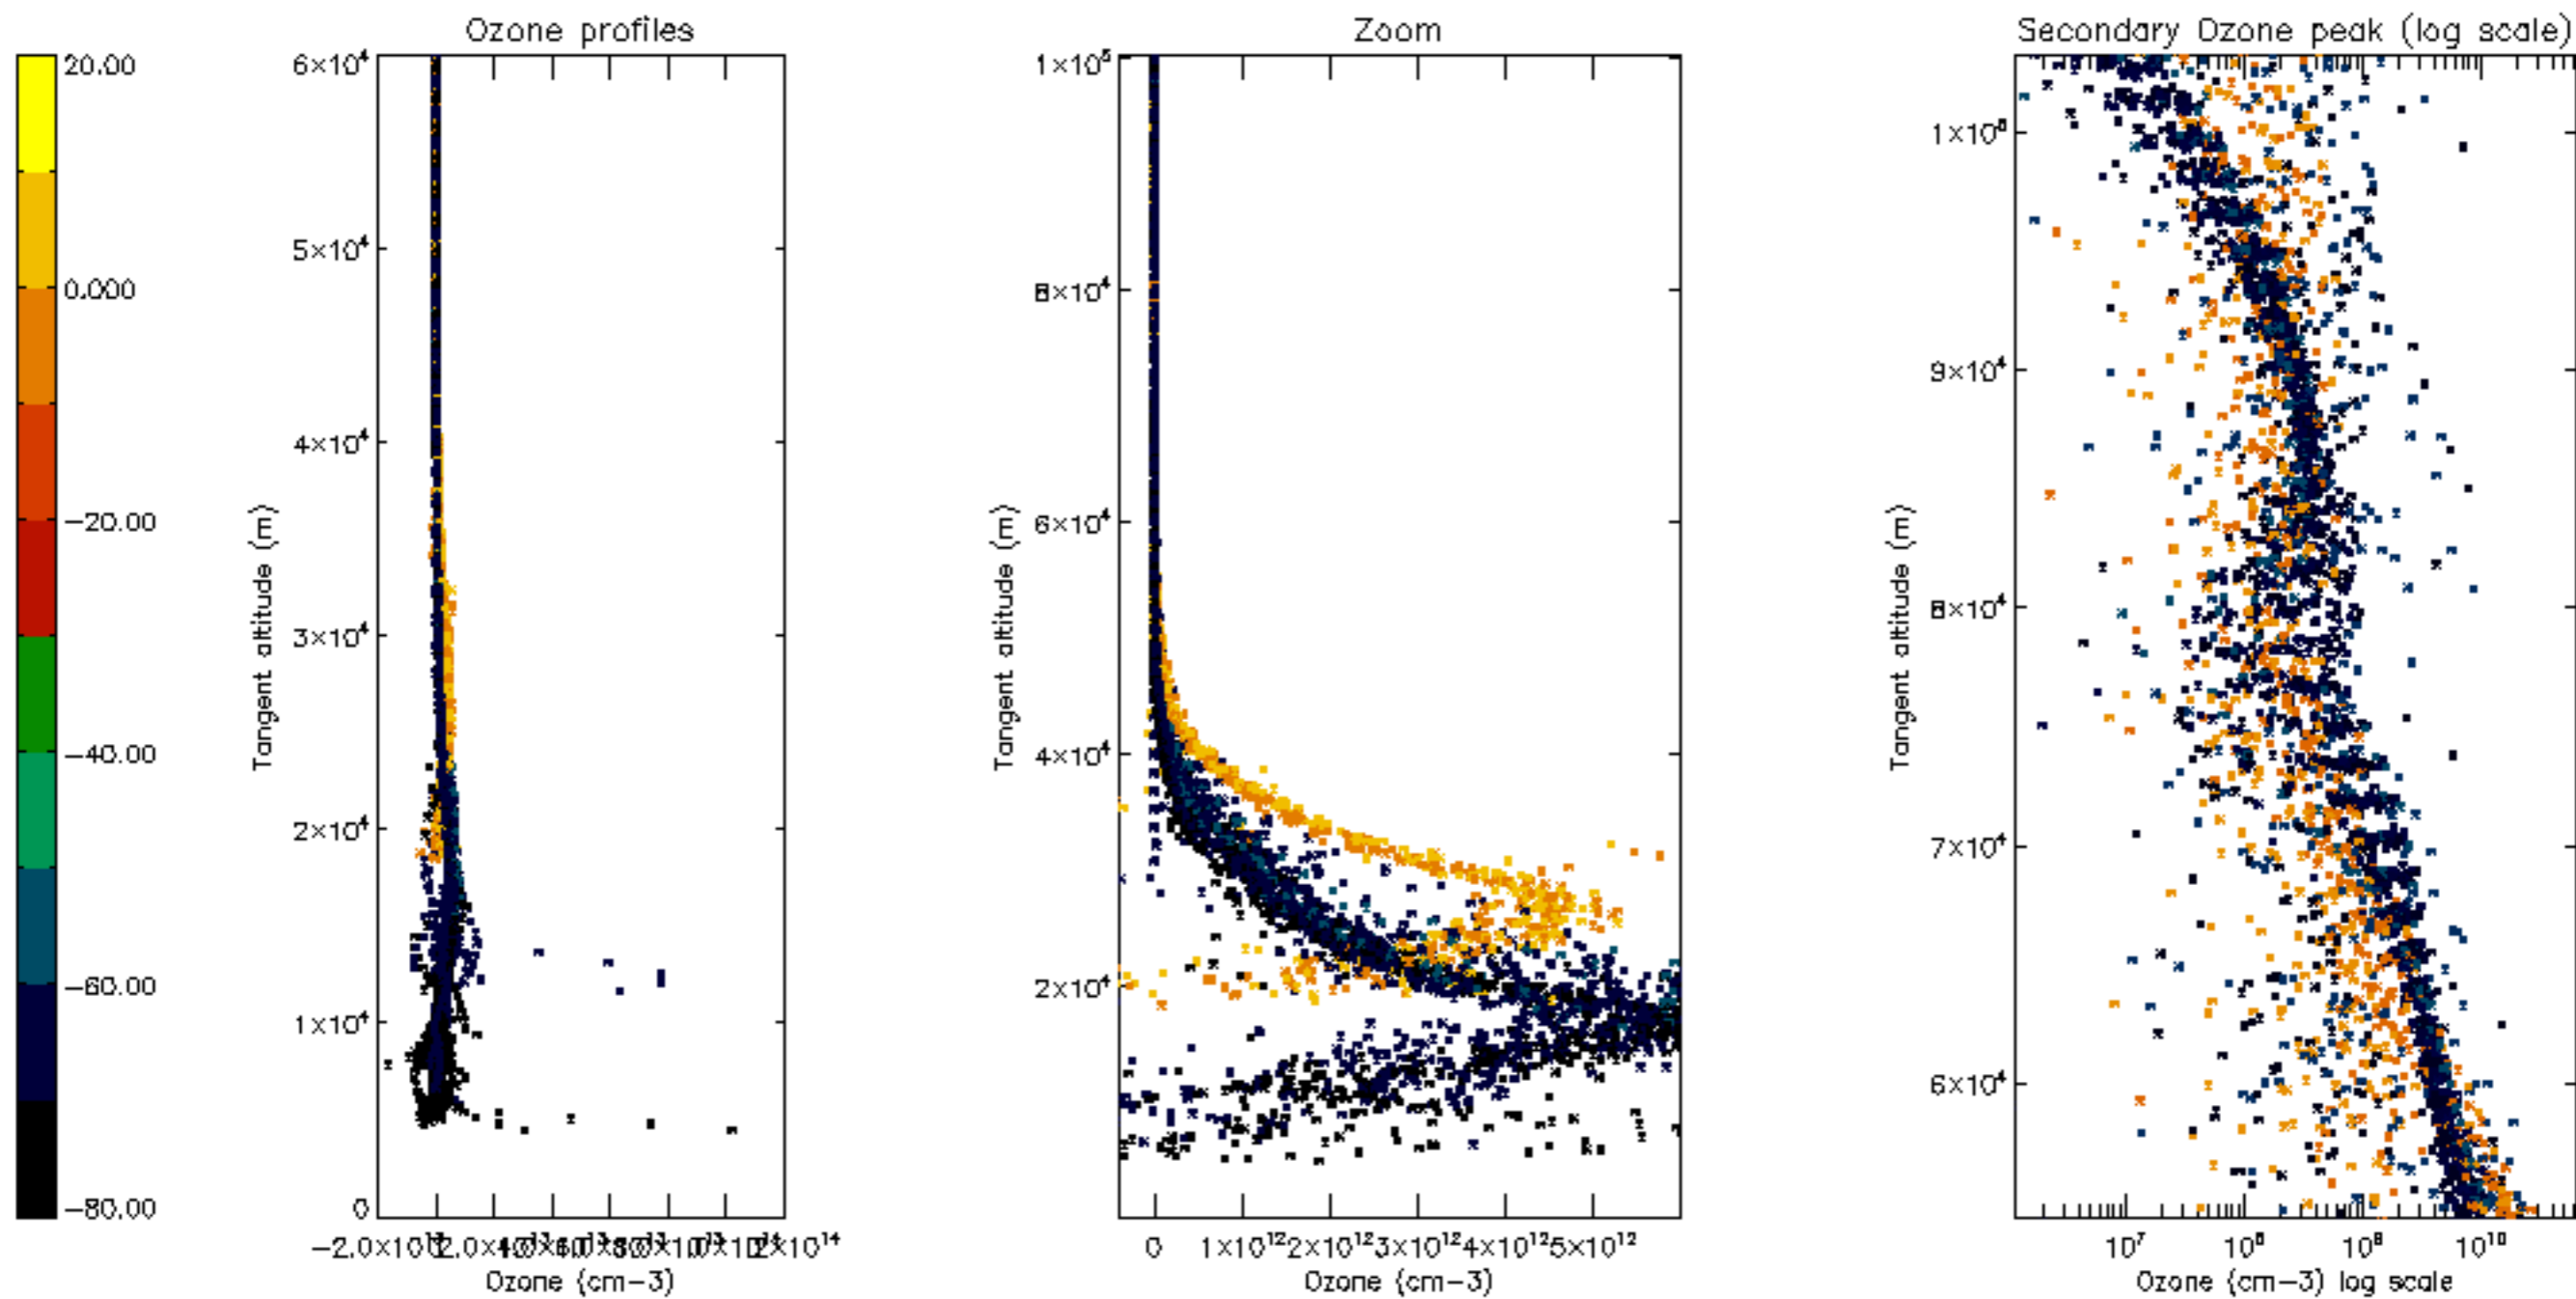 Ozone profiles
Zoom
Secondary Ozone peak (log scale)
20.00
0.000
−20.00
−40.00
−60.00
−80.00
6×10⁴
5×10⁴
4×10⁴
3×10⁴
2×10⁴
1×10⁴
0
Tangent altitude (m)
Ozone (cm−3)
1×10⁵
8×10⁴
6×10⁴
4×10⁴
2×10⁴
Tangent altitude (m)
0 1×10¹² 2×10¹² 3×10¹² 4×10¹² 5×10¹²
Ozone (cm−3)
9×10⁴
8×10⁴
7×10⁴
6×10⁴
Tangent altitude (m)
10⁷ 10⁸ 10⁹ 10¹⁰
Ozone (cm−3) log scale